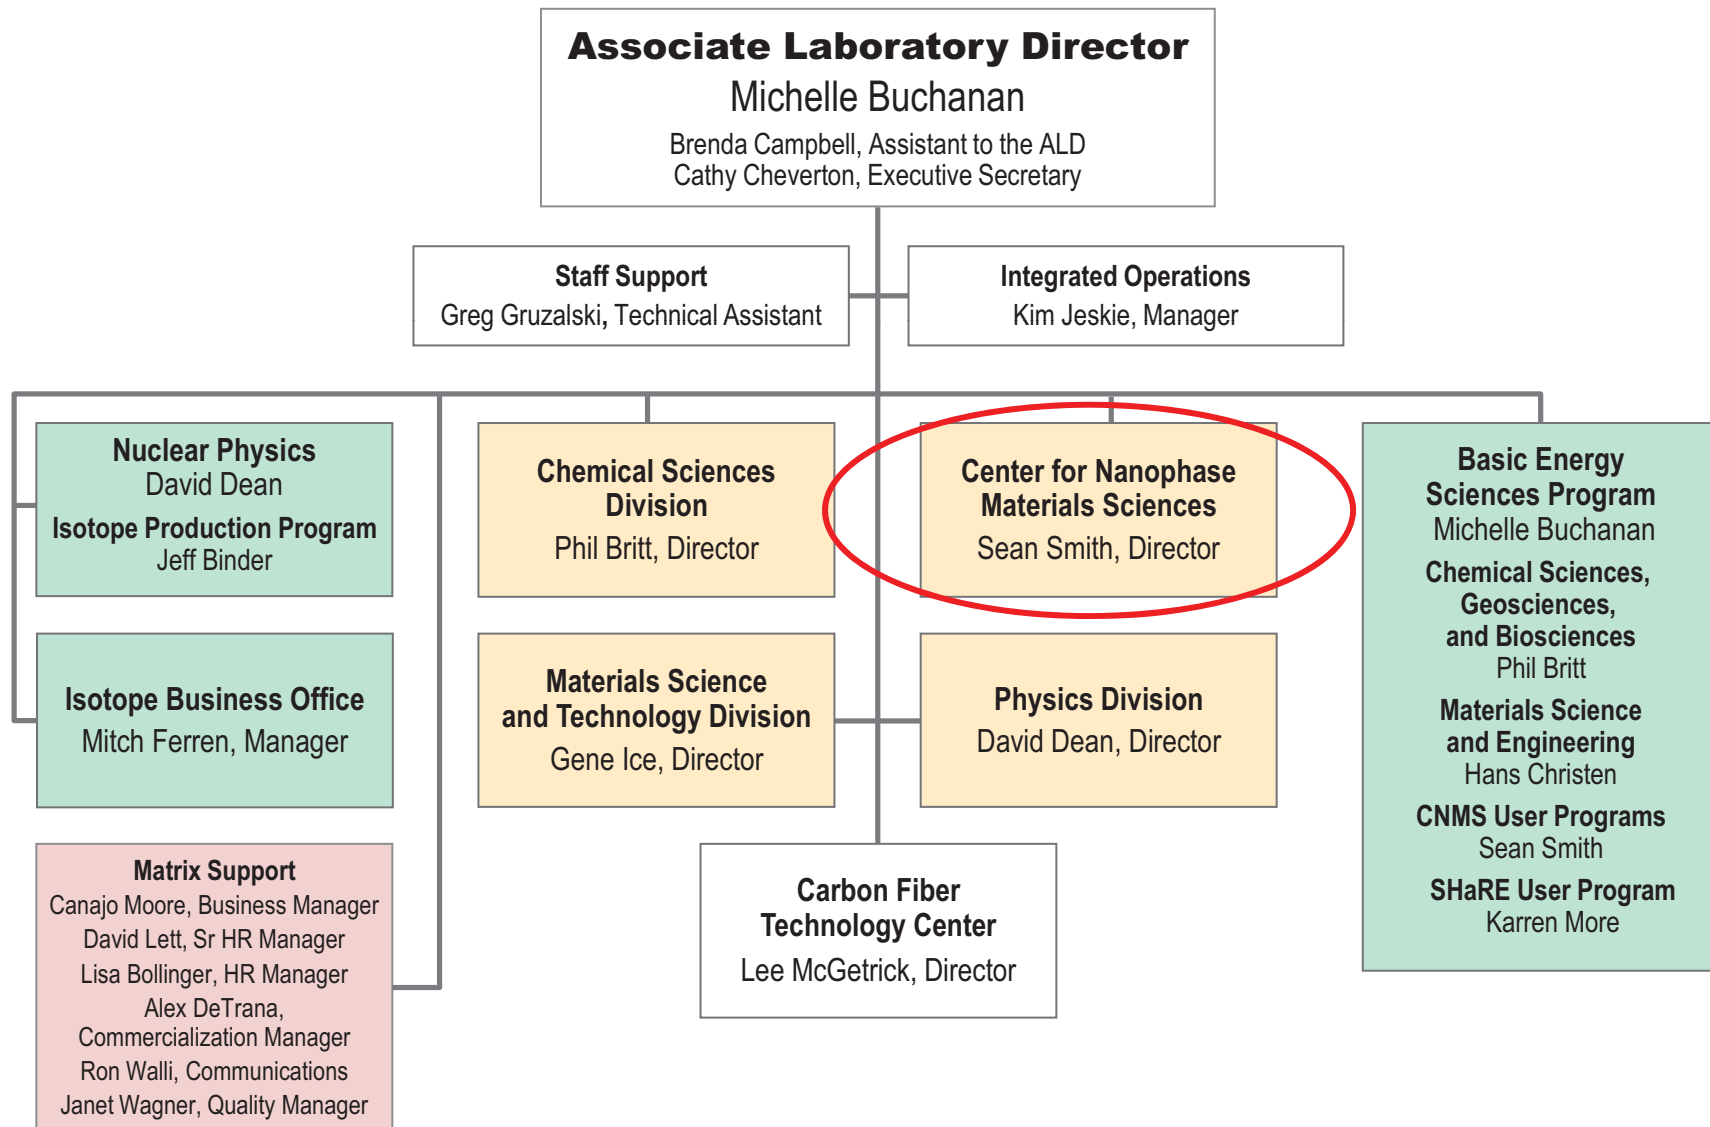 Associate Laboratory Director
Michelle Buchanan
Brenda Campbell, Assistant to the ALD
Cathy Cheverton, Executive Secretary
Staff Support
Greg Gruzalski, Technical Assistant
Integrated Operations
Kim Jeskie, Manager
Nuclear Physics
David Dean
Isotope Production Program
Jeff Binder
Chemical Sciences
Division
Phil Britt, Director
Center for Nanophase
Materials Sciences
Sean Smith, Director
Basic Energy
Sciences Program
Michelle Buchanan
Chemical Sciences,
Geosciences,
and Biosciences
Phil Britt
Materials Science
and Engineering
Hans Christen
CNMS User Programs
Sean Smith
SHaRE User Program
Karren More
Isotope Business Office
Mitch Ferren, Manager
Materials Science
and Technology Division
Gene Ice, Director
Physics Division
David Dean, Director
Matrix Support
Canajo Moore, Business Manager
David Lett, Sr HR Manager
Lisa Bollinger, HR Manager
Alex DeTrana,
Commercialization Manager
Ron Walli, Communications
Janet Wagner, Quality Manager
Carbon Fiber
Technology Center
Lee McGetrick, Director